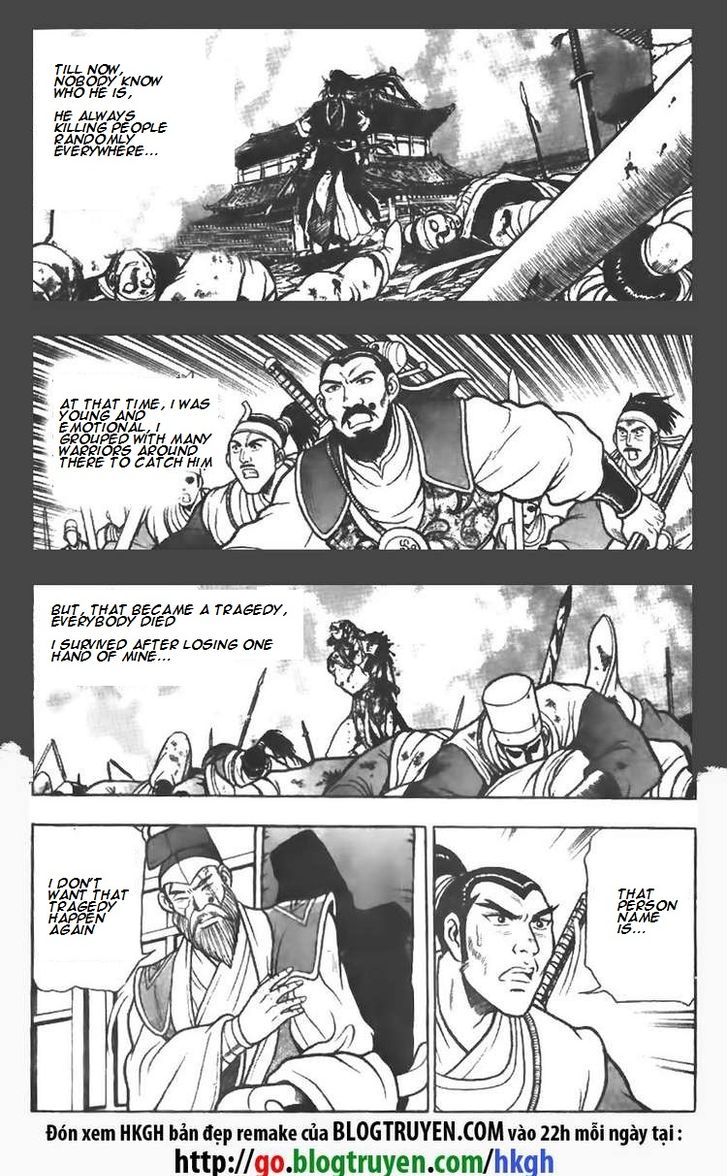 TILL NOW,
NOBODY KNOW
WHO HE IS,
HE ALWAYS
KILLING PEOPLE
RANDOMLY
EVERYWHERE...
AT THAT TIME, I WAS
YOUNG AND
EMOTIONAL, I
GROUPED WITH MANY
WARRIORS AROUND
THERE TO CATCH HIM
BUT, THAT BECAME A TRAGEDY,
EVERYBODY DIED
I SURVIVED AFTER LOSING ONE
HAND OF MINE...
I DON'T
WANT THAT
TRAGEDY
HAPPEN
AGAIN
THAT
PERSON
NAME
IS...
Đón xem HKGH bản đẹp remake của BLOGTRUYEN.COM vào 22h mỗi ngày tại :
http://go.blogtruyen.com/hkgh